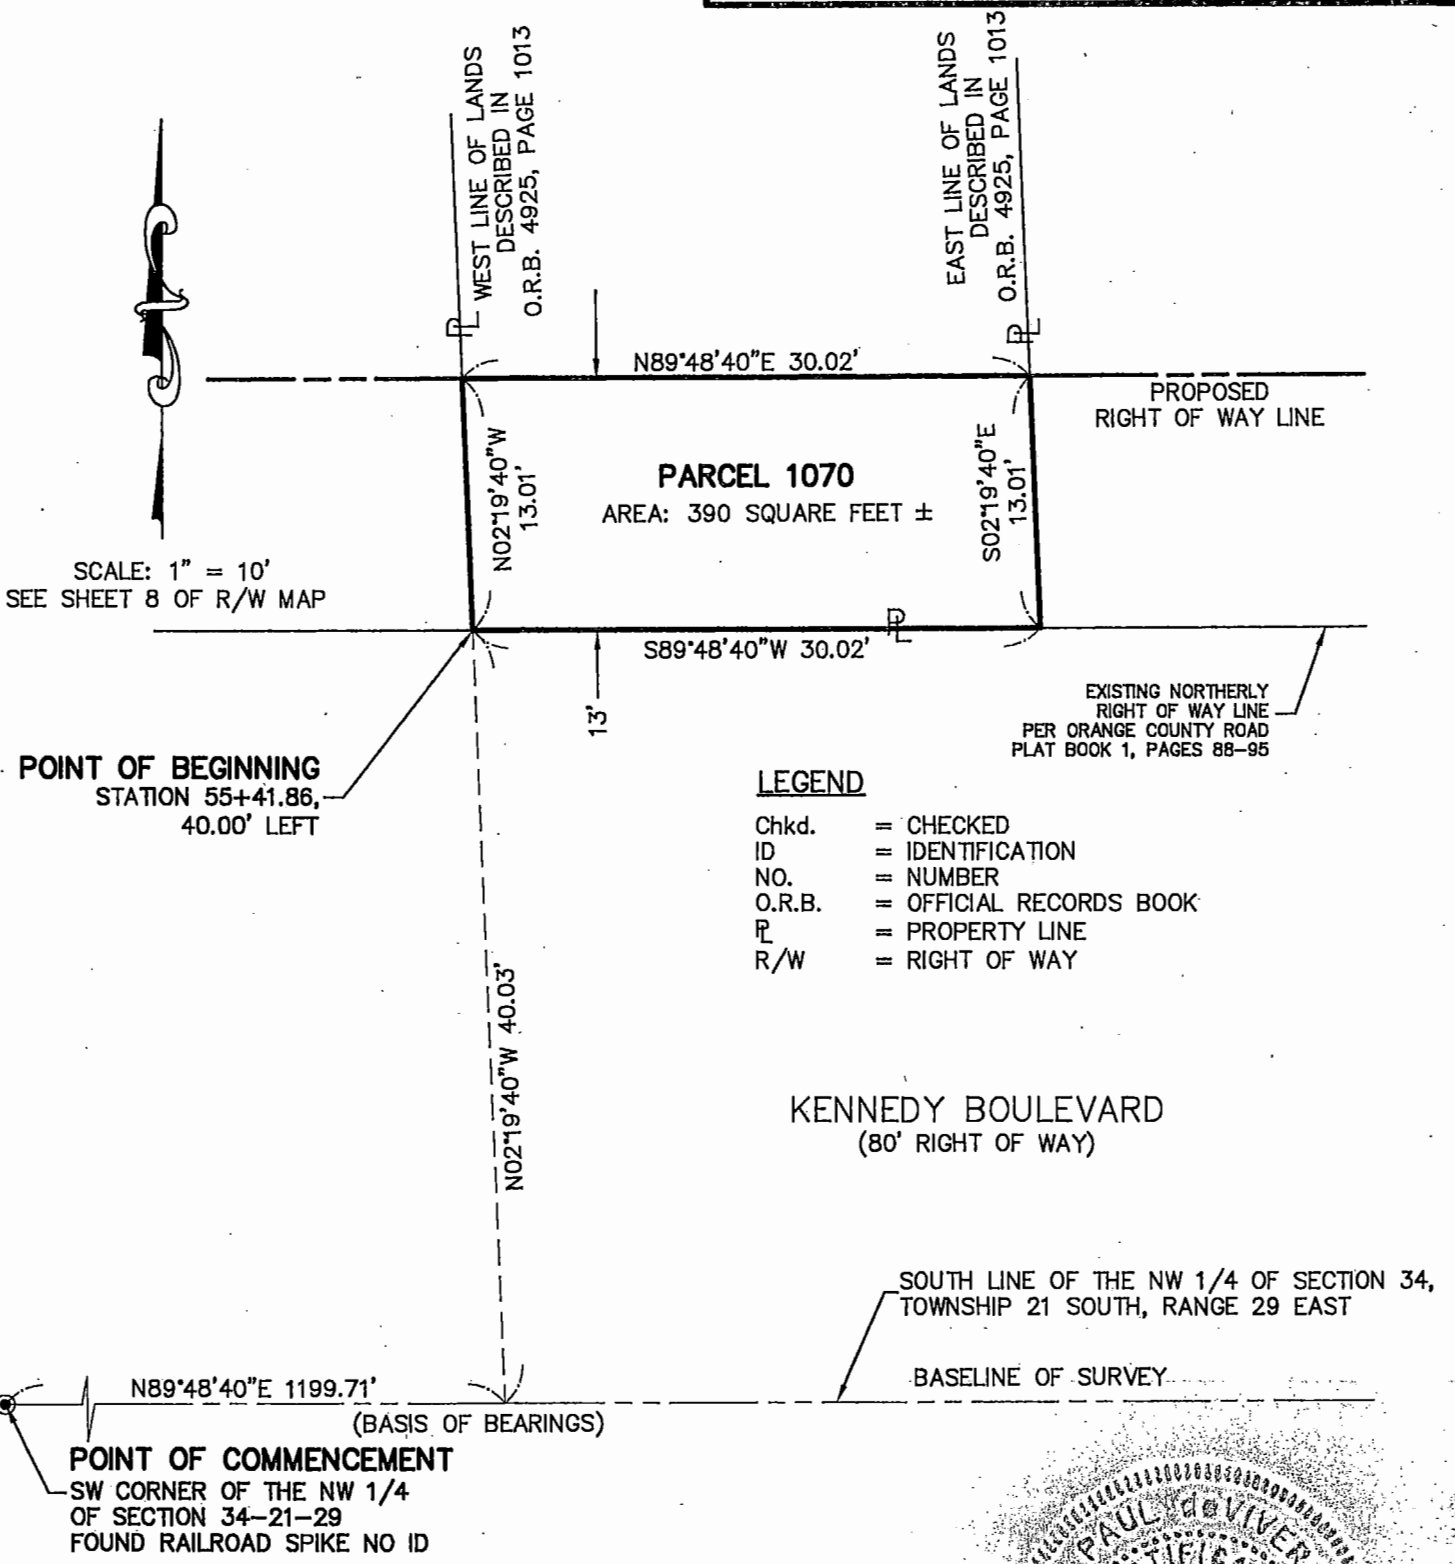 WEST LINE OF LANDS
DESCRIBED IN
O.R.B. 4925, PAGE 1013
EAST LINE OF LANDS
DESCRIBED IN
O.R.B. 4925, PAGE 1013
PL
PL
N89°48'40"E 30.02'
PROPOSED
RIGHT OF WAY LINE
N02°19'40"W
13.01'
PARCEL 1070
AREA: 390 SQUARE FEET ±
S02°19'40"E
13.01'
SCALE: 1" = 10'
SEE SHEET 8 OF R/W MAP
PL
S89°48'40"W 30.02'
13'
EXISTING NORTHERLY
RIGHT OF WAY LINE
PER ORANGE COUNTY ROAD
PLAT BOOK 1, PAGES 88-95
POINT OF BEGINNING
STATION 55+41.86,
40.00' LEFT
LEGEND
Chkd. = CHECKED
ID = IDENTIFICATION
NO. = NUMBER
O.R.B. = OFFICIAL RECORDS BOOK
PL = PROPERTY LINE
R/W = RIGHT OF WAY
N02°19'40"W 40.03'
KENNEDY BOULEVARD
(80' RIGHT OF WAY)
SOUTH LINE OF THE NW 1/4 OF SECTION 34,
TOWNSHIP 21 SOUTH, RANGE 29 EAST
BASELINE OF SURVEY
N89°48'40"E 1199.71'
(BASIS OF BEARINGS)
POINT OF COMMENCEMENT
SW CORNER OF THE NW 1/4
OF SECTION 34-21-29
FOUND RAILROAD SPIKE NO ID
PAUL deVIVER